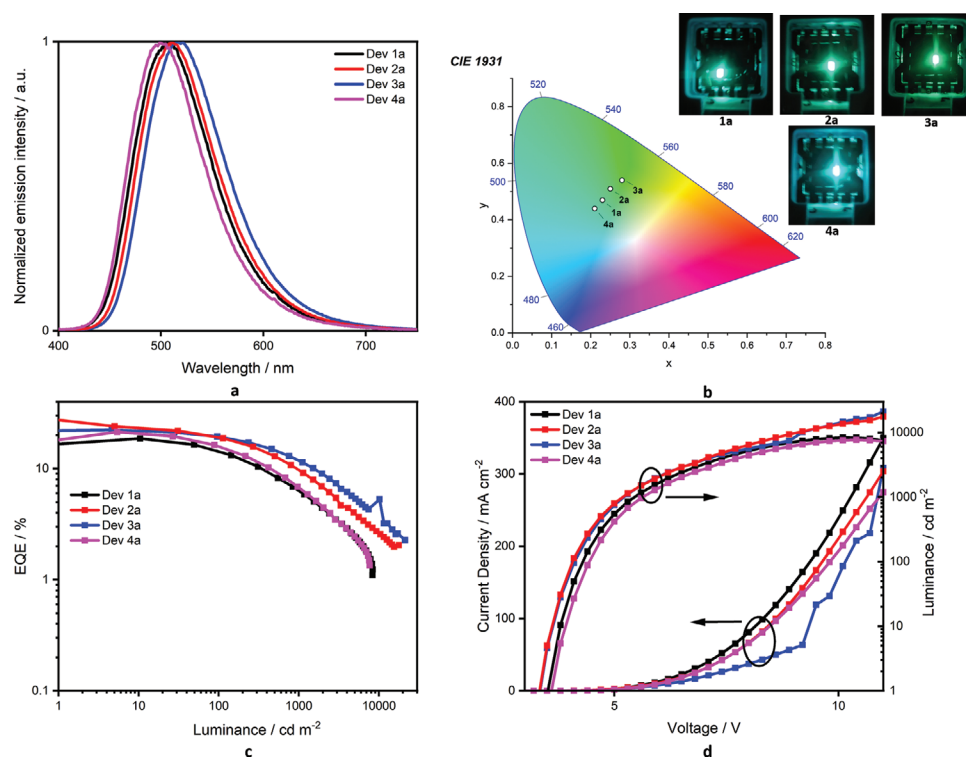 1
Normalized emission intensity / a.u.
0
Dev 1a
Dev 2a
Dev 3a
Dev 4a
400 500 600 700
Wavelength / nm
a
CIE 1931
0.8
0.6
y
0.4
0.2
0.0
0.0 0.1 0.2 0.3 0.4 0.5 0.6 0.7 0.8
x
520
540
560
500
580
600
620
480
460
3a
2a
1a
4a
1a 2a 3a
4a
b
EQE / %
10
1
0.1
Dev 1a
Dev 2a
Dev 3a
Dev 4a
1 10 100 1000 10000
Luminance / cd m-2
c
Current Density / mA cm-2
400
300
200
100
0
Dev 1a
Dev 2a
Dev 3a
Dev 4a
10000
1000
100
10
1
Luminance / cd m-2
5 10
Voltage / V
d